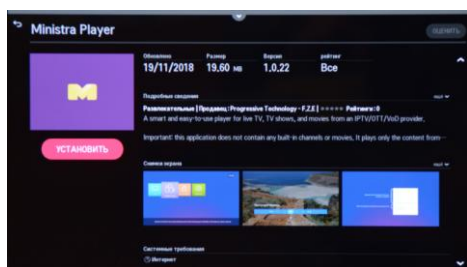 Ministra Player
ОЦЕНИТЬ
Обновлено Размер Версия рейтинг
19/11/2018 19,60 МБ 1.0.22 Все
Подробные сведения ещё
Развлекательные | Продавец : Progressive Technology - F.Z.E | ★★★★★ Рейтинги : 0
A smart and easy-to-use player for live TV, TV shows, and movies from an IPTV/OTT/VoD provider.
Important: this application does not contain any built-in channels or movies, It plays only the content from···
УСТАНОВИТЬ
Снимки экрана ещё
Системные требования
Интернет